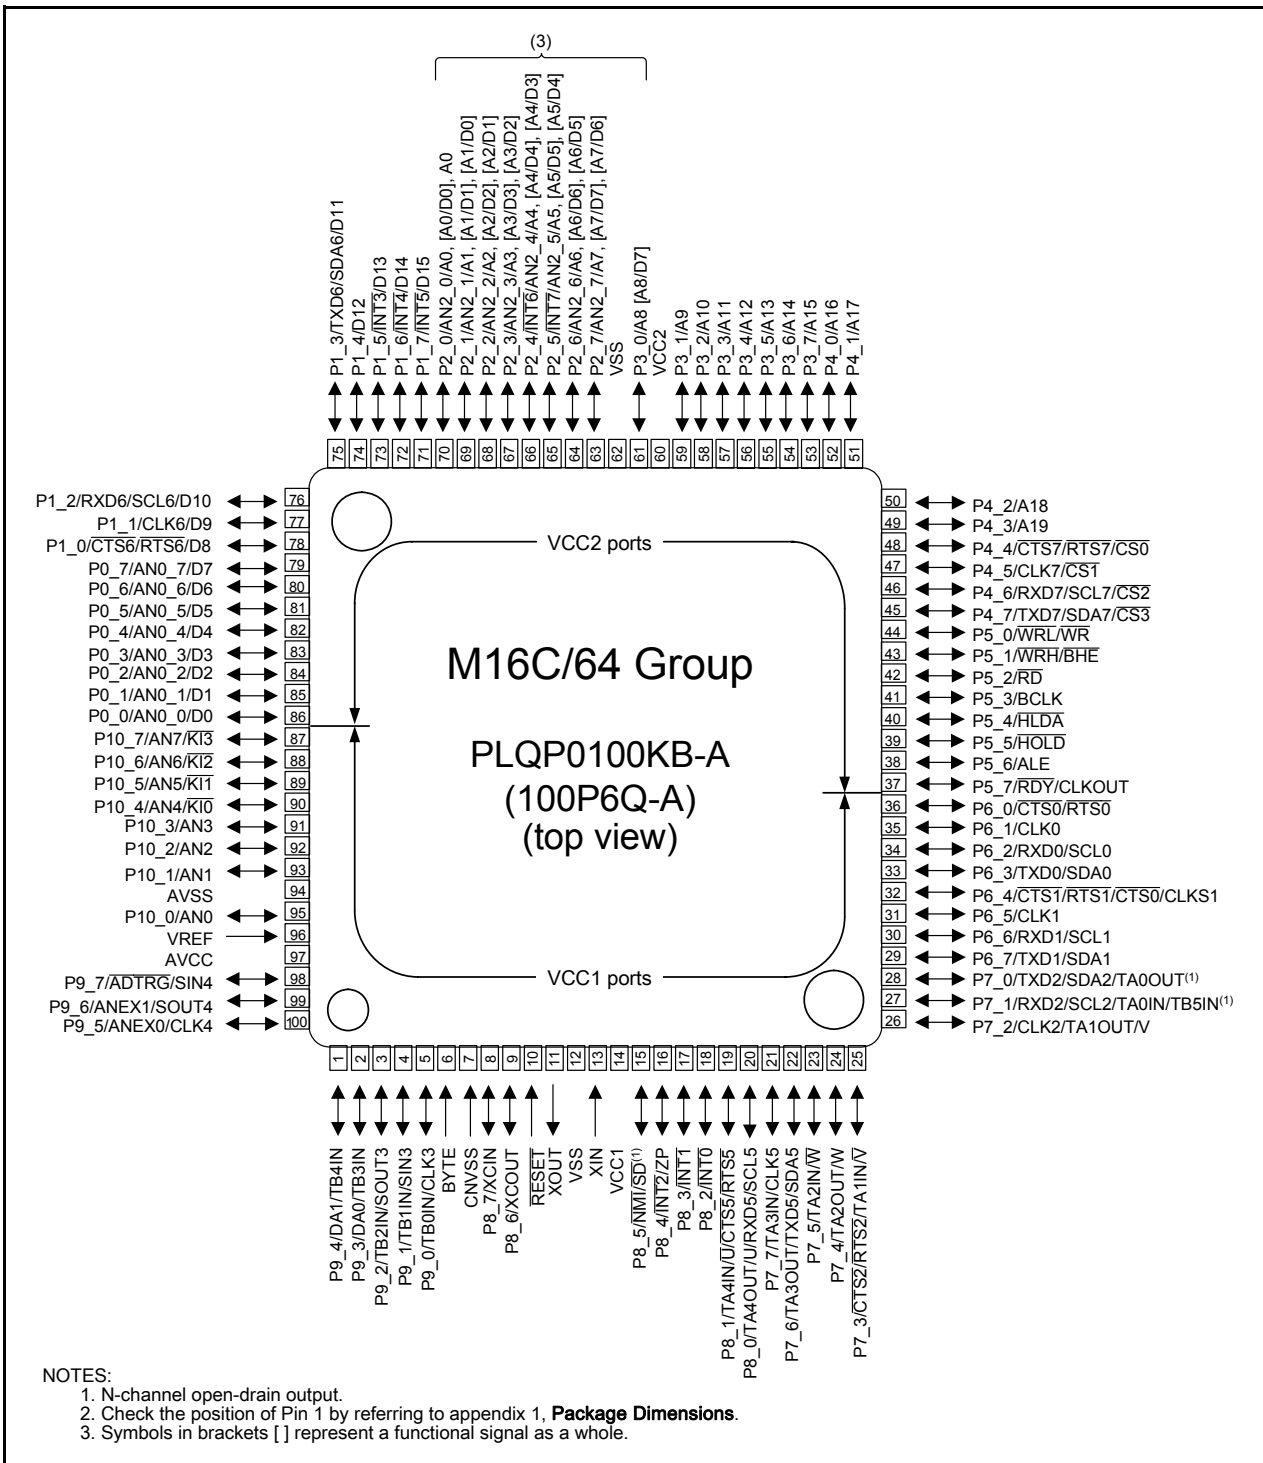 (3)
P1_3/TXD6/SDA6/D11
P1_4/D12
P1_5/INT3/D13
P1_6/INT4/D14
P1_7/INT5/D15
P2_0/AN2_0/A0, [A0/D0], A0
P2_1/AN2_1/A1, [A1/D1], [A1/D0]
P2_2/AN2_2/A2, [A2/D2], [A2/D1]
P2_3/AN2_3/A3, [A3/D3], [A3/D2]
P2_4/INT6/AN2_4/A4, [A4/D4], [A4/D3]
P2_5/INT7/AN2_5/A5, [A5/D5], [A5/D4]
P2_6/AN2_6/A6, [A6/D6], [A6/D5]
P2_7/AN2_7/A7, [A7/D7], [A7/D6]
VSS
P3_0/A8 [A8/D7]
VCC2
P3_1/A9
P3_2/A10
P3_3/A11
P3_4/A12
P3_5/A13
P3_6/A14
P3_7/A15
P4_0/A16
P4_1/A17
75 74 73 72 71 70 69 68 67 66 65 64 63 62 61 60 59 58 57 56 55 54 53 52 51
P1_2/RXD6/SCL6/D10 76
P1_1/CLK6/D9 77
P1_0/CTS6/RTS6/D8 78
P0_7/AN0_7/D7 79
P0_6/AN0_6/D6 80
P0_5/AN0_5/D5 81
P0_4/AN0_4/D4 82
P0_3/AN0_3/D3 83
P0_2/AN0_2/D2 84
P0_1/AN0_1/D1 85
P0_0/AN0_0/D0 86
P10_7/AN7/KI3 87
P10_6/AN6/KI2 88
P10_5/AN5/KI1 89
P10_4/AN4/KI0 90
P10_3/AN3 91
P10_2/AN2 92
P10_1/AN1 93
AVSS 94
P10_0/AN0 95
VREF 96
AVCC 97
P9_7/ADTRG/SIN4 98
P9_6/ANEX1/SOUT4 99
P9_5/ANEX0/CLK4 100
VCC2 ports
M16C/64 Group
PLQP0100KB-A
(100P6Q-A)
(top view)
VCC1 ports
50 P4_2/A18
49 P4_3/A19
48 P4_4/CTS7/RTS7/CS0
47 P4_5/CLK7/CS1
46 P4_6/RXD7/SCL7/CS2
45 P4_7/TXD7/SDA7/CS3
44 P5_0/WRL/WR
43 P5_1/WRH/BHE
42 P5_2/RD
41 P5_3/BCLK
40 P5_4/HLDA
39 P5_5/HOLD
38 P5_6/ALE
37 P5_7/RDY/CLKOUT
36 P6_0/CTS0/RTS0
35 P6_1/CLK0
34 P6_2/RXD0/SCL0
33 P6_3/TXD0/SDA0
32 P6_4/CTS1/RTS1/CTS0/CLKS1
31 P6_5/CLK1
30 P6_6/RXD1/SCL1
29 P6_7/TXD1/SDA1
28 P7_0/TXD2/SDA2/TA0OUT(1)
27 P7_1/RXD2/SCL2/TA0IN/TB5IN(1)
26 P7_2/CLK2/TA1OUT/V
1 2 3 4 5 6 7 8 9 10 11 12 13 14 15 16 17 18 19 20 21 22 23 24 25
P9_4/DA1/TB4IN
P9_3/DA0/TB3IN
P9_2/TB2IN/SOUT3
P9_1/TB1IN/SIN3
P9_0/TB0IN/CLK3
BYTE
CNVSS
P8_7/XCIN
P8_6/XCOUT
RESET
XOUT
VSS
XIN
VCC1
P8_5/NMI/SD(1)
P8_4/INT2/ZP
P8_3/INT1
P8_2/INT0
P8_1/TA4IN/U/CTS5/RTS5
P8_0/TA4OUT/U/RXD5/SCL5
P7_7/TA3IN/CLK5
P7_6/TA3OUT/TXD5/SDA5
P7_5/TA2IN/W
P7_4/TA2OUT/W
P7_3/CTS2/RTS2/TA1IN/V
NOTES:
1. N-channel open-drain output.
2. Check the position of Pin 1 by referring to appendix 1, Package Dimensions.
3. Symbols in brackets [ ] represent a functional signal as a whole.